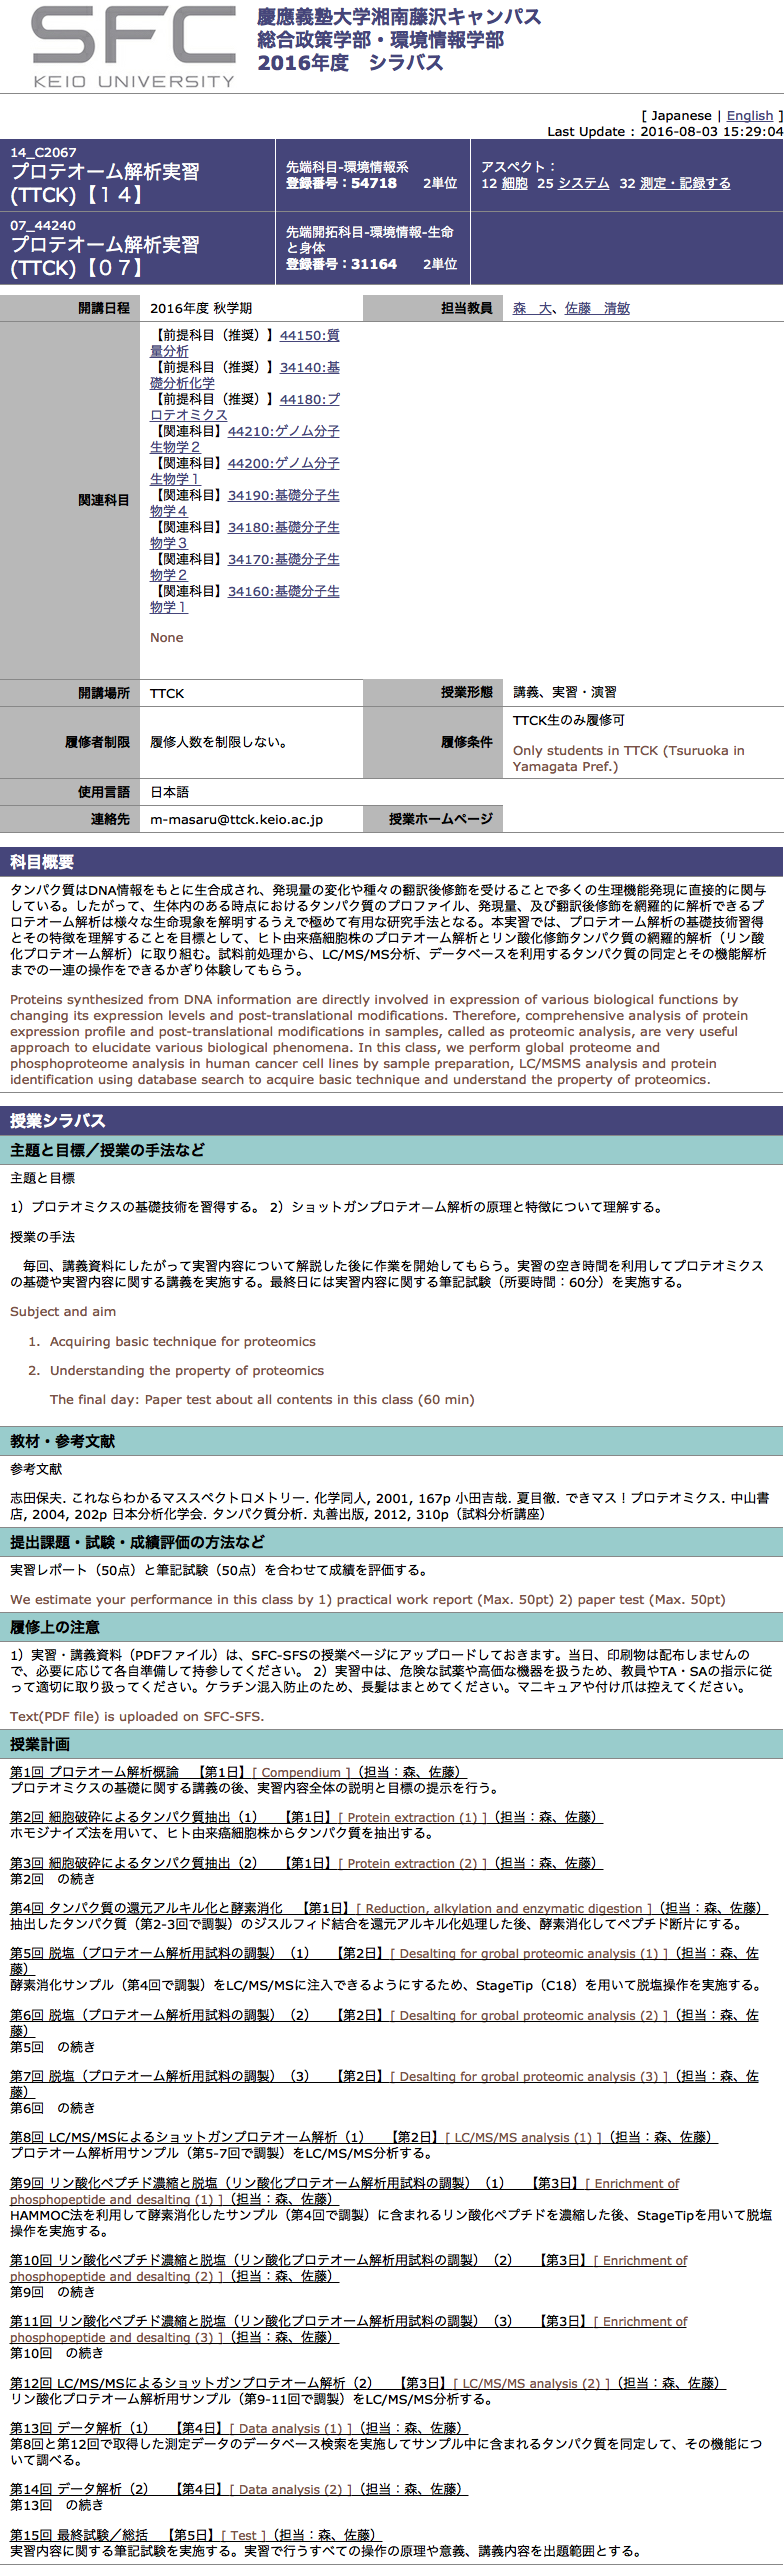 SFC
KEIO UNIVERSITY
慶應義塾大学湘南藤沢キャンパス
総合政策学部・環境情報学部
2016年度　シラバス
[ Japanese | English ]
Last Update : 2016-08-03 15:29:04
14_C2067
プロテオーム解析実習
(TTCK)【１４】
先端科目-環境情報系
登録番号：54718　　2単位
アスペクト：
12 細胞 25 システム 32 測定・記録する
07_44240
プロテオーム解析実習
(TTCK)【０７】
先端開拓科目-環境情報-生命
と身体
登録番号：31164　　2単位
開講日程
2016年度 秋学期
担当教員
森　大、佐藤　清敏
関連科目
【前提科目（推奨）】44150:質
量分析
【前提科目（推奨）】34140:基
礎分析化学
【前提科目（推奨）】44180:プ
ロテオミクス
【関連科目】44210:ゲノム分子
生物学２
【関連科目】44200:ゲノム分子
生物学１
【関連科目】34190:基礎分子生
物学４
【関連科目】34180:基礎分子生
物学３
【関連科目】34170:基礎分子生
物学２
【関連科目】34160:基礎分子生
物学１
None
開講場所
TTCK
授業形態
講義、実習・演習
履修者制限
履修人数を制限しない。
履修条件
TTCK生のみ履修可
Only students in TTCK (Tsuruoka in
Yamagata Pref.)
使用言語
日本語
連絡先
m-masaru@ttck.keio.ac.jp
授業ホームページ
科目概要
タンパク質はDNA情報をもとに生合成され、発現量の変化や種々の翻訳後修飾を受けることで多くの生理機能発現に直接的に関与
している。したがって、生体内のある時点におけるタンパク質のプロファイル、発現量、及び翻訳後修飾を網羅的に解析できるプ
ロテオーム解析は様々な生命現象を解明するうえで極めて有用な研究手法となる。本実習では、プロテオーム解析の基礎技術習得
とその特徴を理解することを目標として、ヒト由来癌細胞株のプロテオーム解析とリン酸化修飾タンパク質の網羅的解析（リン酸
化プロテオーム解析）に取り組む。試料前処理から、LC/MS/MS分析、データベースを利用するタンパク質の同定とその機能解析
までの一連の操作をできるかぎり体験してもらう。
Proteins synthesized from DNA information are directly involved in expression of various biological functions by
changing its expression levels and post-translational modifications. Therefore, comprehensive analysis of protein
expression profile and post-translational modifications in samples, called as proteomic analysis, are very useful
approach to elucidate various biological phenomena. In this class, we perform global proteome and
phosphoproteome analysis in human cancer cell lines by sample preparation, LC/MSMS analysis and protein
identification using database search to acquire basic technique and understand the property of proteomics.
授業シラバス
主題と目標／授業の手法など
主題と目標
1）プロテオミクスの基礎技術を習得する。 2）ショットガンプロテオーム解析の原理と特徴について理解する。
授業の手法
　毎回、講義資料にしたがって実習内容について解説した後に作業を開始してもらう。実習の空き時間を利用してプロテオミクス
の基礎や実習内容に関する講義を実施する。最終日には実習内容に関する筆記試験（所要時間：60分）を実施する。
Subject and aim
1. Acquiring basic technique for proteomics
2. Understanding the property of proteomics
The final day: Paper test about all contents in this class (60 min)
教材・参考文献
参考文献
志田保夫. これならわかるマススペクトロメトリー. 化学同人, 2001, 167p 小田吉哉. 夏目徹. できマス！プロテオミクス. 中山書
店, 2004, 202p 日本分析化学会. タンパク質分析. 丸善出版, 2012, 310p（試料分析講座）
提出課題・試験・成績評価の方法など
実習レポート（50点）と筆記試験（50点）を合わせて成績を評価する。
We estimate your performance in this class by 1) practical work report (Max. 50pt) 2) paper test (Max. 50pt)
履修上の注意
1）実習・講義資料（PDFファイル）は、SFC-SFSの授業ページにアップロードしておきます。当日、印刷物は配布しませんの
で、必要に応じて各自準備して持参してください。 2）実習中は、危険な試薬や高価な機器を扱うため、教員やTA・SAの指示に従
って適切に取り扱ってください。ケラチン混入防止のため、長髪はまとめてください。マニキュアや付け爪は控えてください。
Text(PDF file) is uploaded on SFC-SFS.
授業計画
第1回 プロテオーム解析概論　【第1日】[ Compendium ]（担当：森、佐藤）
プロテオミクスの基礎に関する講義の後、実習内容全体の説明と目標の提示を行う。
第2回 細胞破砕によるタンパク質抽出（1）　【第1日】[ Protein extraction (1) ]（担当：森、佐藤）
ホモジナイズ法を用いて、ヒト由来癌細胞株からタンパク質を抽出する。
第3回 細胞破砕によるタンパク質抽出（2）　【第1日】[ Protein extraction (2) ]（担当：森、佐藤）
第2回　の続き
第4回 タンパク質の還元アルキル化と酵素消化　【第1日】[ Reduction, alkylation and enzymatic digestion ]（担当：森、佐藤）
抽出したタンパク質（第2-3回で調製）のジスルフィド結合を還元アルキル化処理した後、酵素消化してペプチド断片にする。
第5回 脱塩（プロテオーム解析用試料の調製）（1）　【第2日】[ Desalting for grobal proteomic analysis (1) ]（担当：森、佐
藤）
酵素消化サンプル（第4回で調製）をLC/MS/MSに注入できるようにするため、StageTip（C18）を用いて脱塩操作を実施する。
第6回 脱塩（プロテオーム解析用試料の調製）（2）　【第2日】[ Desalting for grobal proteomic analysis (2) ]（担当：森、佐
藤）
第5回　の続き
第7回 脱塩（プロテオーム解析用試料の調製）（3）　【第2日】[ Desalting for grobal proteomic analysis (3) ]（担当：森、佐
藤）
第6回　の続き
第8回 LC/MS/MSによるショットガンプロテオーム解析（1）　【第2日】[ LC/MS/MS analysis (1) ]（担当：森、佐藤）
プロテオーム解析用サンプル（第5-7回で調製）をLC/MS/MS分析する。
第9回 リン酸化ペプチド濃縮と脱塩（リン酸化プロテオーム解析用試料の調製）（1）　【第3日】[ Enrichment of
phosphopeptide and desalting (1) ]（担当：森、佐藤）
HAMMOC法を利用して酵素消化したサンプル（第4回で調製）に含まれるリン酸化ペプチドを濃縮した後、StageTipを用いて脱塩
操作を実施する。
第10回 リン酸化ペプチド濃縮と脱塩（リン酸化プロテオーム解析用試料の調製）（2）　【第3日】[ Enrichment of
phosphopeptide and desalting (2) ]（担当：森、佐藤）
第9回　の続き
第11回 リン酸化ペプチド濃縮と脱塩（リン酸化プロテオーム解析用試料の調製）（3）　【第3日】[ Enrichment of
phosphopeptide and desalting (3) ]（担当：森、佐藤）
第10回　の続き
第12回 LC/MS/MSによるショットガンプロテオーム解析（2）　【第3日】[ LC/MS/MS analysis (2) ]（担当：森、佐藤）
リン酸化プロテオーム解析用サンプル（第9-11回で調製）をLC/MS/MS分析する。
第13回 データ解析（1）　【第4日】[ Data analysis (1) ]（担当：森、佐藤）
第8回と第12回で取得した測定データのデータベース検索を実施してサンプル中に含まれるタンパク質を同定して、その機能につ
いて調べる。
第14回 データ解析（2）　【第4日】[ Data analysis (2) ]（担当：森、佐藤）
第13回　の続き
第15回 最終試験／総括　【第5日】[ Test ]（担当：森、佐藤）
実習内容に関する筆記試験を実施する。実習で行うすべての操作の原理や意義、講義内容を出題範囲とする。